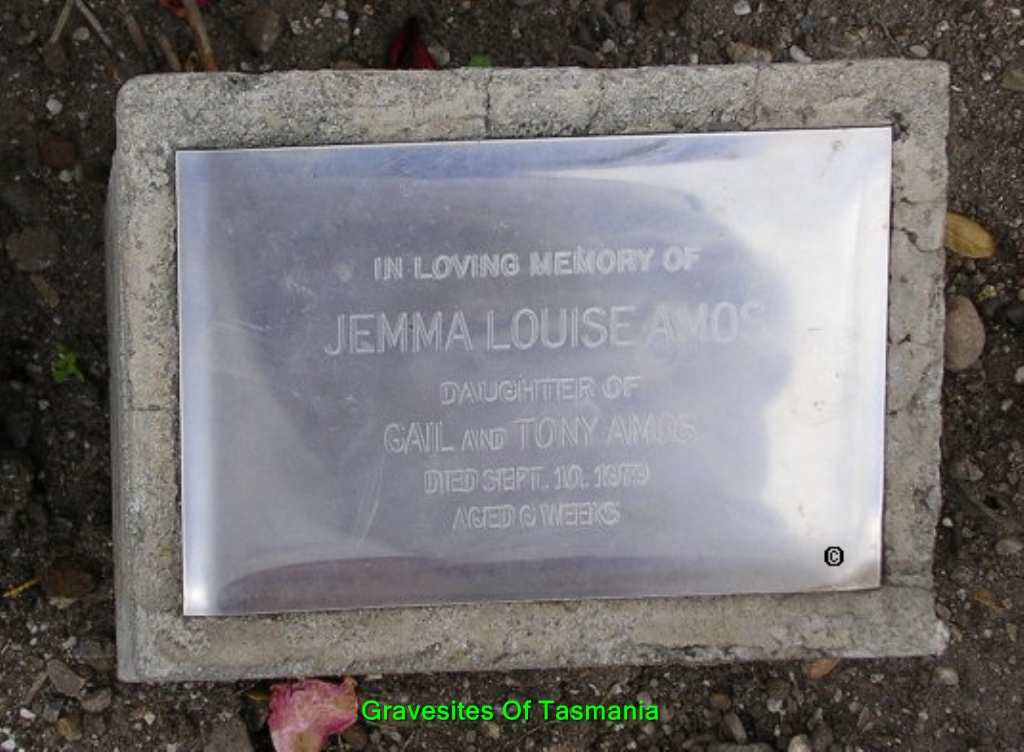 IN LOVING MEMORY OF
JEMMA LOUISE AMOS
DAUGHTER OF
GAIL AND TONY AMOS
DIED SEPT. 10. 1979
AGED 6 WEEKS
©
Gravesites Of Tasmania